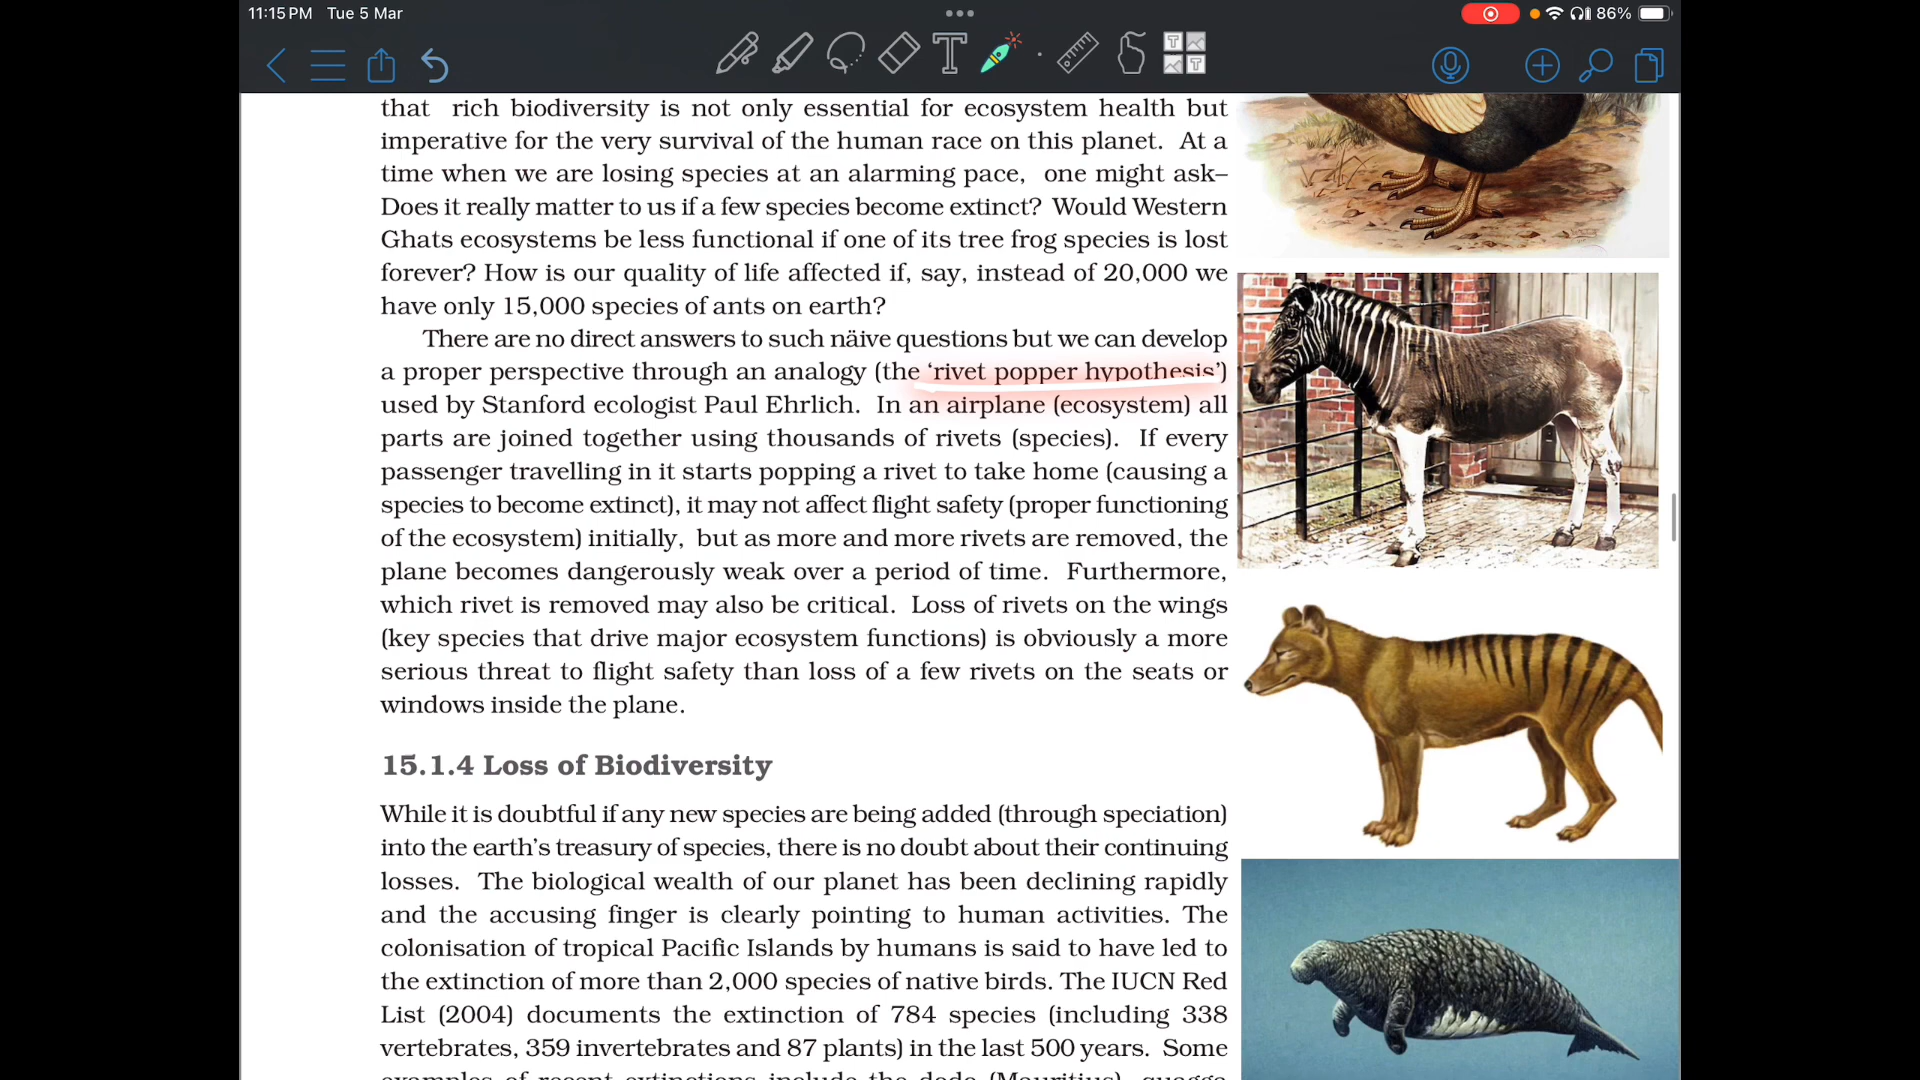 11:15 PM Tue 5 Mar
86%
that rich biodiversity is not only essential for ecosystem health but
imperative for the very survival of the human race on this planet. At a
time when we are losing species at an alarming pace, one might ask–
Does it really matter to us if a few species become extinct? Would Western
Ghats ecosystems be less functional if one of its tree frog species is lost
forever? How is our quality of life affected if, say, instead of 20,000 we
have only 15,000 species of ants on earth?
There are no direct answers to such näive questions but we can develop
a proper perspective through an analogy (the ‘rivet popper hypothesis’)
used by Stanford ecologist Paul Ehrlich. In an airplane (ecosystem) all
parts are joined together using thousands of rivets (species). If every
passenger travelling in it starts popping a rivet to take home (causing a
species to become extinct), it may not affect flight safety (proper functioning
of the ecosystem) initially, but as more and more rivets are removed, the
plane becomes dangerously weak over a period of time. Furthermore,
which rivet is removed may also be critical. Loss of rivets on the wings
(key species that drive major ecosystem functions) is obviously a more
serious threat to flight safety than loss of a few rivets on the seats or
windows inside the plane.
15.1.4 Loss of Biodiversity
While it is doubtful if any new species are being added (through speciation)
into the earth’s treasury of species, there is no doubt about their continuing
losses. The biological wealth of our planet has been declining rapidly
and the accusing finger is clearly pointing to human activities. The
colonisation of tropical Pacific Islands by humans is said to have led to
the extinction of more than 2,000 species of native birds. The IUCN Red
List (2004) documents the extinction of 784 species (including 338
vertebrates, 359 invertebrates and 87 plants) in the last 500 years. Some
examples of recent extinctions include the dodo (Mauritius), quagga